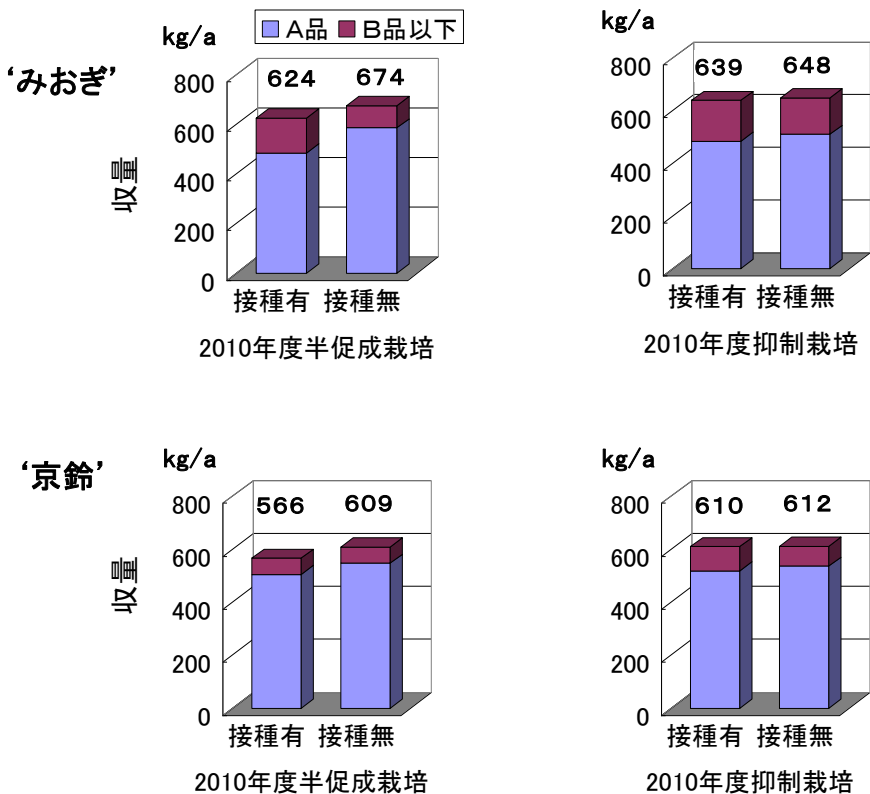 kg/a
A品 B品以下
‘みおぎ’
800
600
400
200
0
収量
624 674
接種有 接種無
2010年度半促成栽培
kg/a
800
600
400
200
0
639 648
接種有 接種無
2010年度抑制栽培
‘京鈴’
kg/a
800
600
400
200
0
収量
566 609
接種有 接種無
2010年度半促成栽培
kg/a
800
600
400
200
0
610 612
接種有 接種無
2010年度抑制栽培